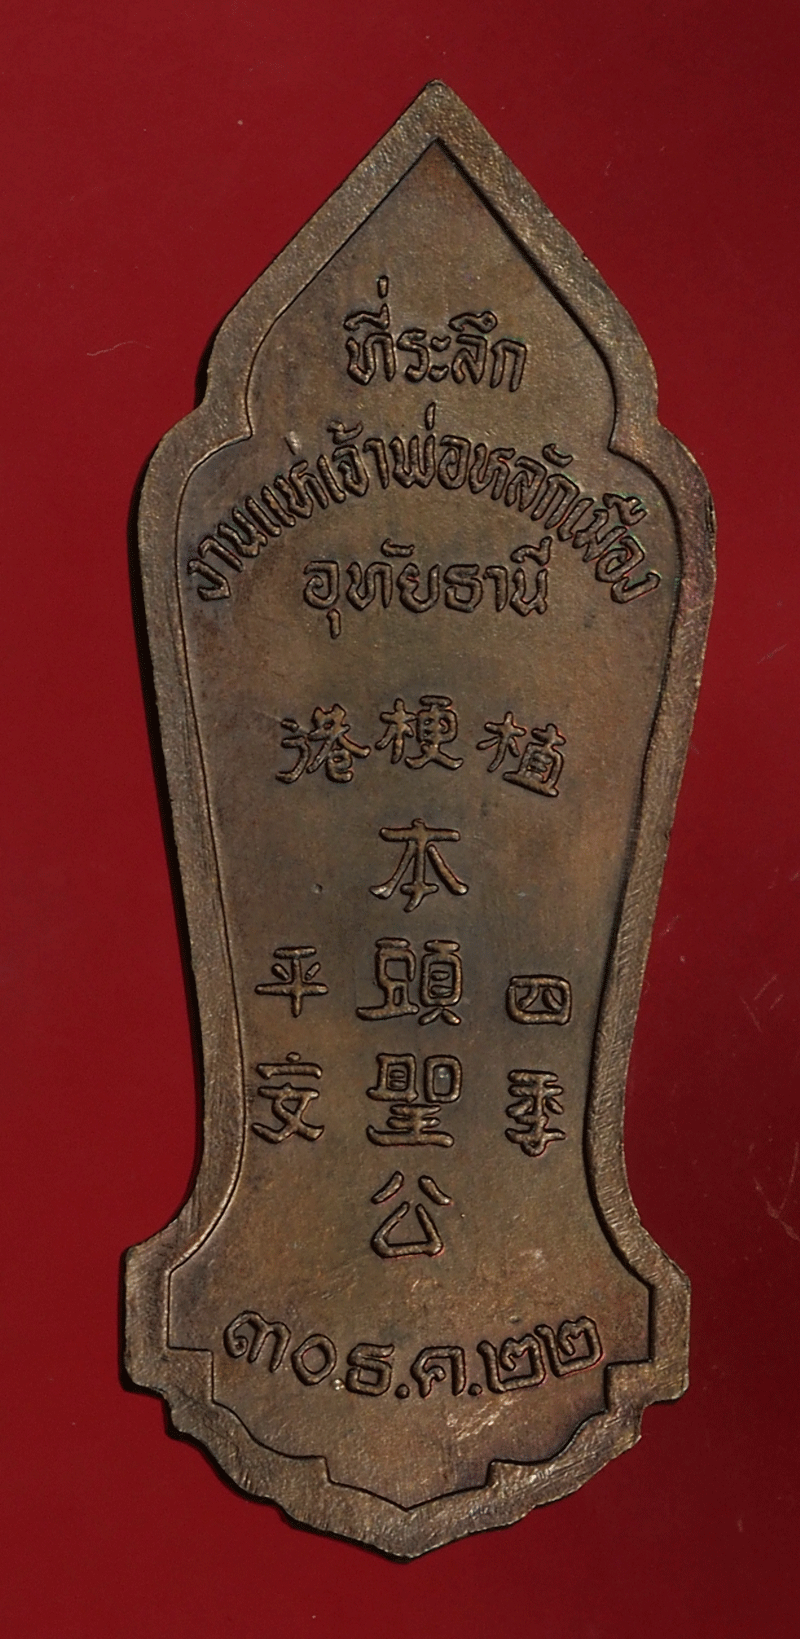 ที่ระลึก
งานแห่เจ้าพ่อหลักเมือง
อุทัยธานี
港梗植
本頭聖公
四季
平安
๓๐.ธ.ค.๒๒